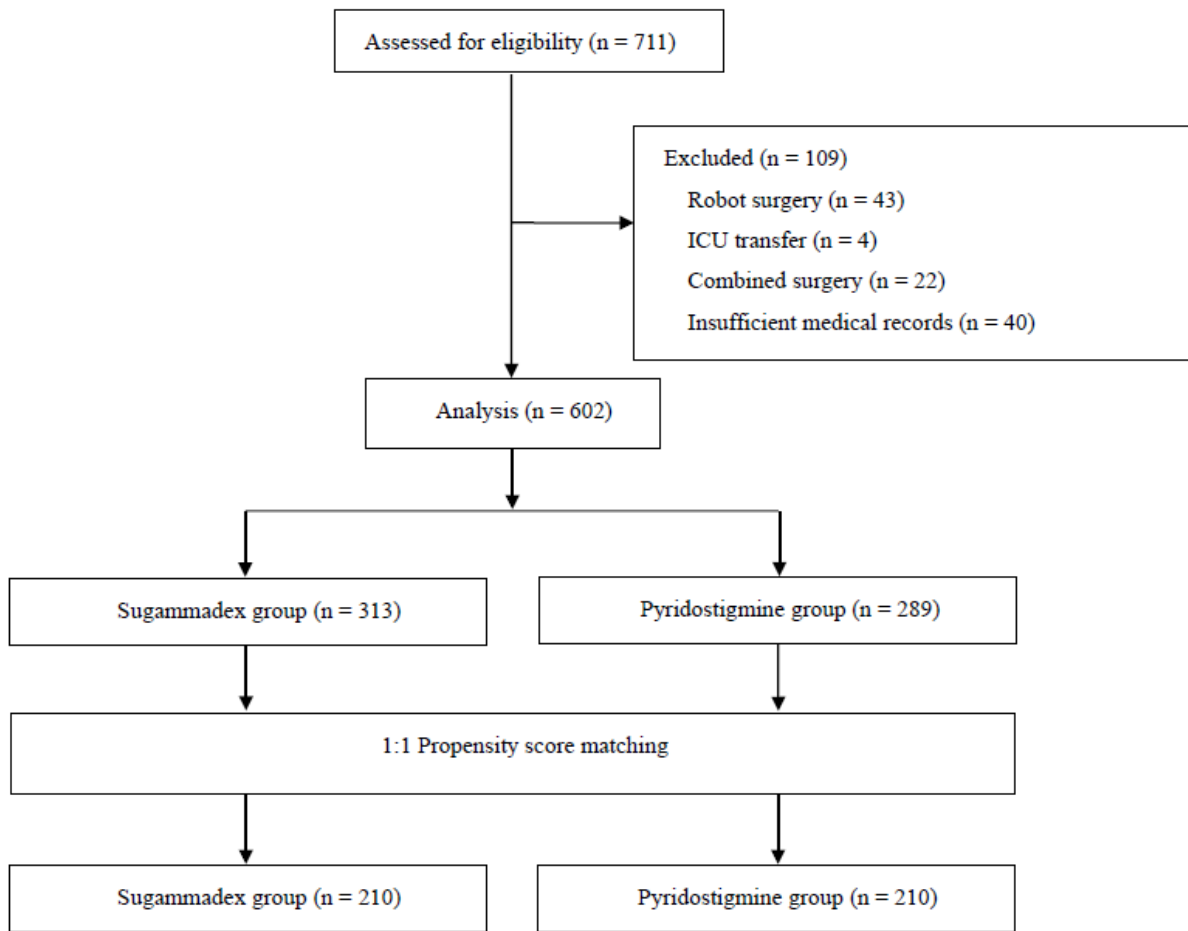 Assessed for eligibility (n = 711)
Excluded (n = 109)
Robot surgery (n = 43)
ICU transfer (n = 4)
Combined surgery (n = 22)
Insufficient medical records (n = 40)
Analysis (n = 602)
Sugammadex group (n = 313)
Pyridostigmine group (n = 289)
1:1 Propensity score matching
Sugammadex group (n = 210)
Pyridostigmine group (n = 210)